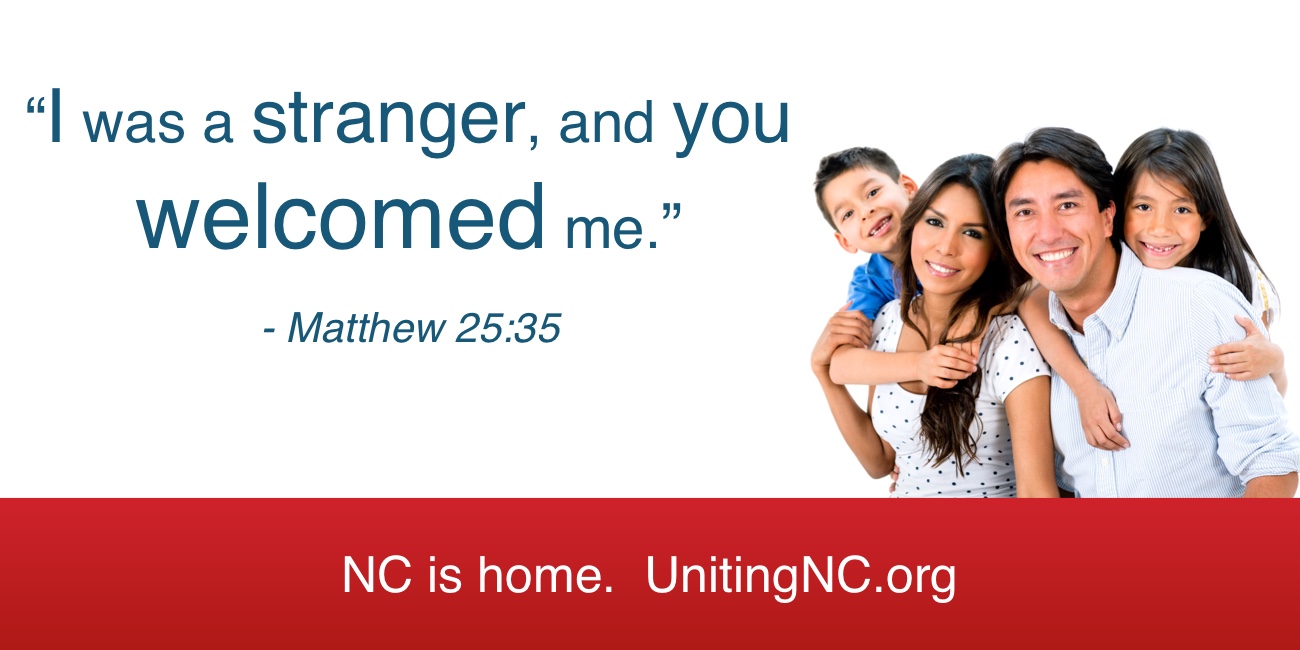 “I was a stranger, and you
welcomed me.”
- Matthew 25:35
NC is home.  UnitingNC.org